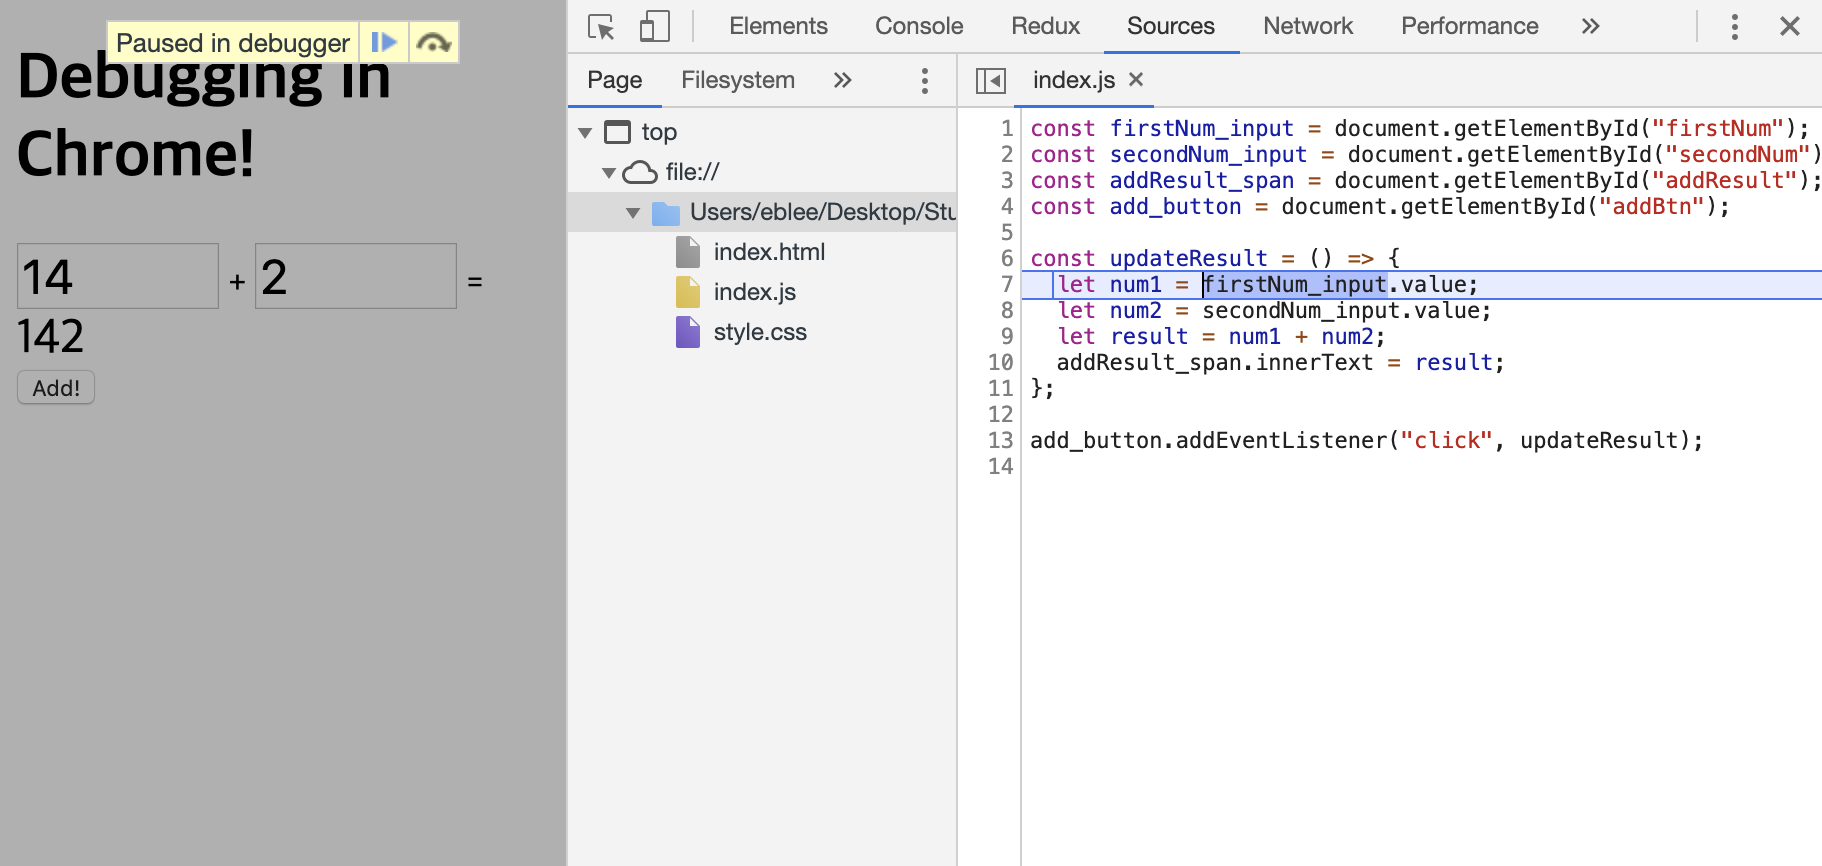 Paused in debugger
Debugging in
Chrome!
14 + 2 =
142
Add!
Elements Console Redux Sources Network Performance
Page Filesystem
top
file://
Users/eblee/Desktop/Stu
index.html
index.js
style.css
index.js
1 const firstNum_input = document.getElementById("firstNum");
2 const secondNum_input = document.getElementById("secondNum")
3 const addResult_span = document.getElementById("addResult");
4 const add_button = document.getElementById("addBtn");
5
6 const updateResult = () => {
7 let num1 = firstNum_input.value;
8 let num2 = secondNum_input.value;
9 let result = num1 + num2;
10 addResult_span.innerText = result;
11 };
12
13 add_button.addEventListener("click", updateResult);
14